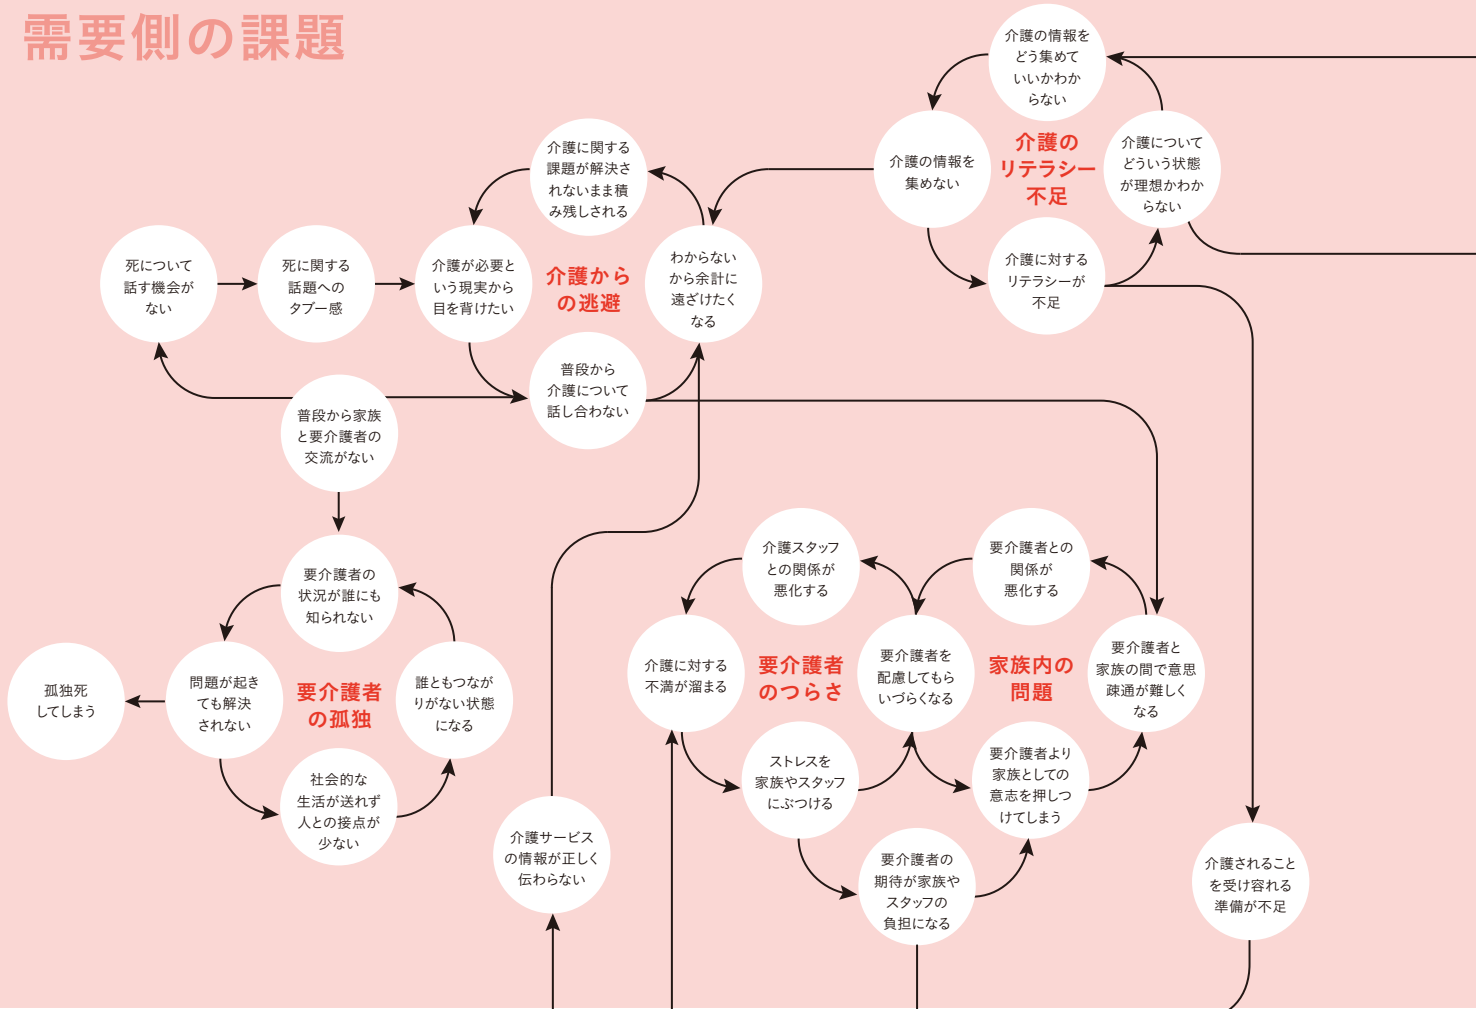 需要側の課題
介護の情報を
どう集めて
いいかわか
らない
介護の
リテラシー
不足
介護の情報を
集めない
介護について
どういう状態
が理想かわか
らない
介護に対する
リテラシーが
不足
介護に関する
課題が解決さ
れないまま積
み残しされる
死について
話す機会が
ない
死に関する
話題への
タブー感
介護が必要と
いう現実から
目を背けたい
介護から
の逃避
わからない
から余計に
遠ざけたく
なる
普段から
介護について
話し合わない
普段から家族
と要介護者の
交流がない
要介護者の
状況が誰にも
知られない
孤独死
してしまう
問題が起き
ても解決
されない
要介護者
の孤独
誰ともつなが
りがない状態
になる
社会的な
生活が送れず
人との接点が
少ない
介護サービス
の情報が正しく
伝わらない
介護スタッフ
との関係が
悪化する
要介護者との
関係が
悪化する
介護に対する
不満が溜まる
要介護者
のつらさ
要介護者を
配慮してもら
いづらくなる
家族内の
問題
要介護者と
家族の間で意思
疎通が難しく
なる
ストレスを
家族やスタッフ
にぶつける
要介護者より
家族としての
意志を押しつ
けてしまう
要介護者の
期待が家族や
スタッフの
負担になる
介護されること
を受け容れる
準備が不足